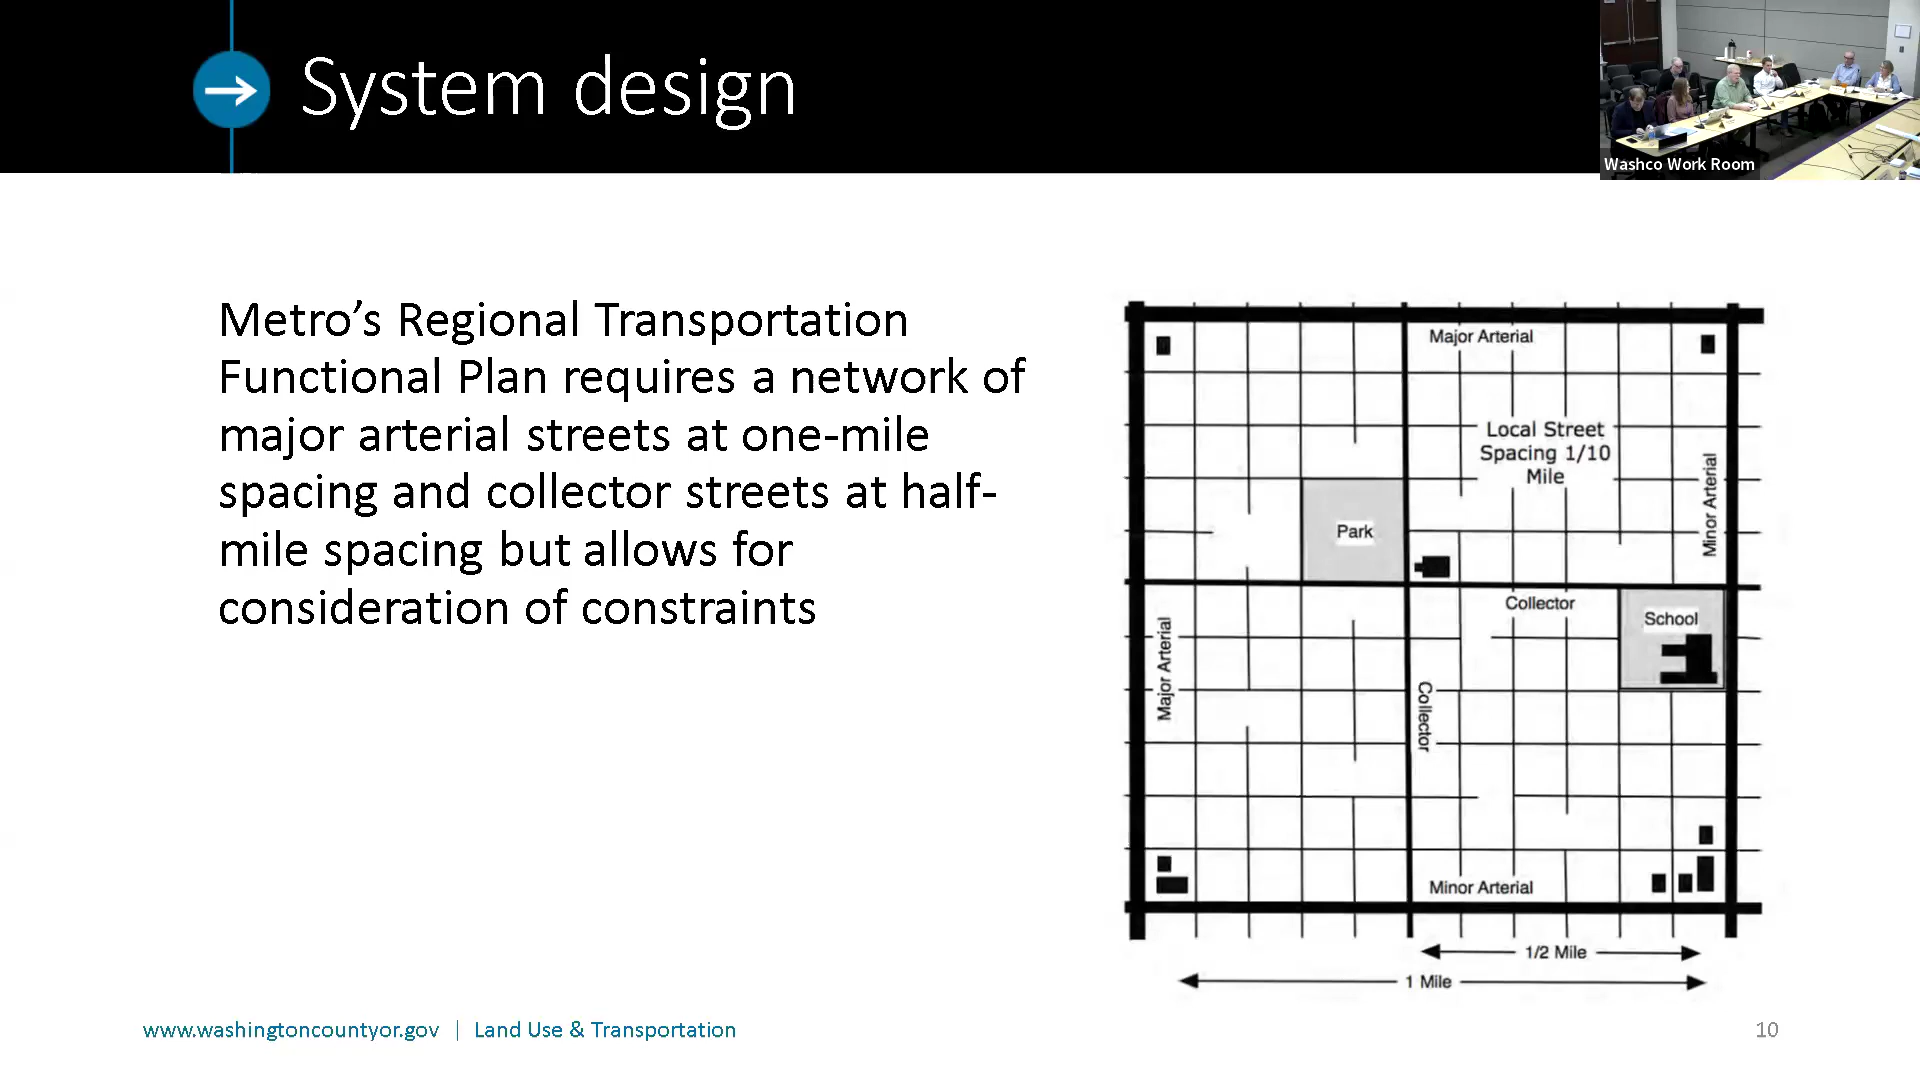 System design
Washco Work Room
Metro’s Regional Transportation
Functional Plan requires a network of
major arterial streets at one-mile
spacing and collector streets at half-
mile spacing but allows for
consideration of constraints
Major Arterial
Local Street
Spacing 1/10
Mile
Minor Arterial
Park
Collector
School
Major Arterial
Collector
Minor Arterial
1/2 Mile
1 Mile
www.washingtoncountyor.gov | Land Use & Transportation
10